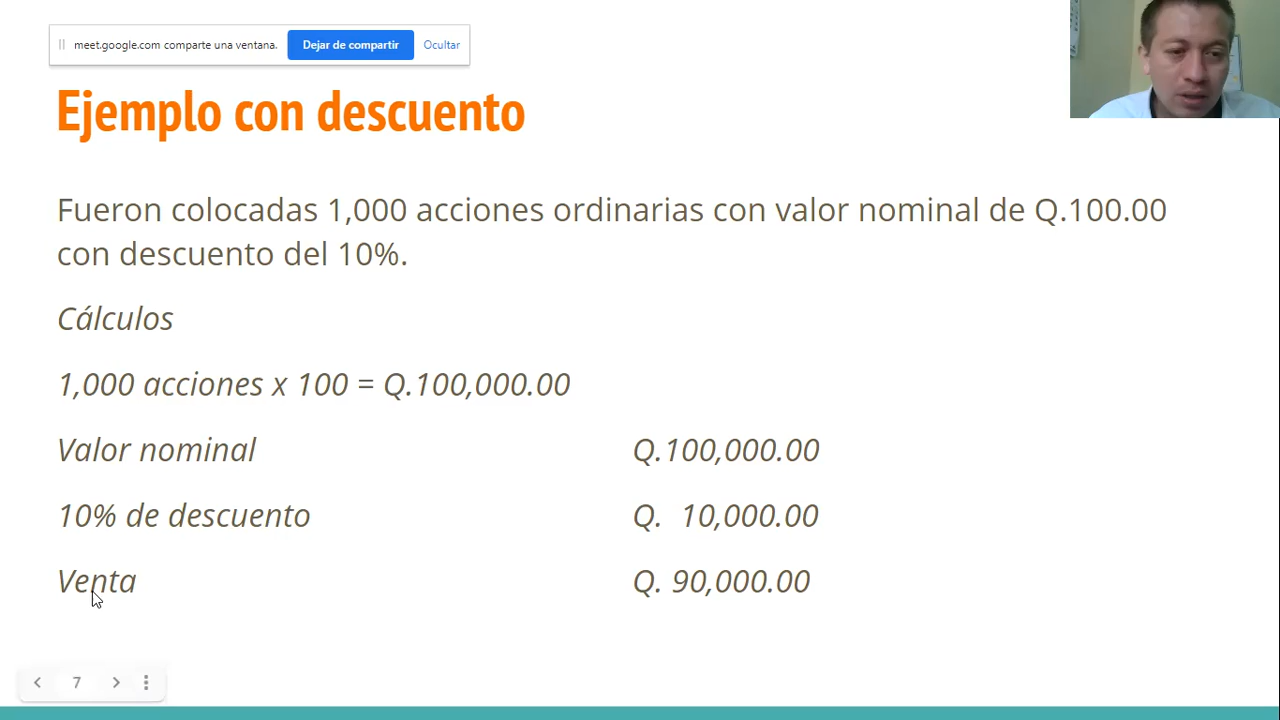 meet.google.com comparte una ventana. Dejar de compartir Ocultar
Ejemplo con descuento
Fueron colocadas 1,000 acciones ordinarias con valor nominal de Q.100.00
con descuento del 10%.
Cálculos
1,000 acciones x 100 = Q.100,000.00
Valor nominal Q.100,000.00
10% de descuento Q. 10,000.00
Venta Q. 90,000.00
7